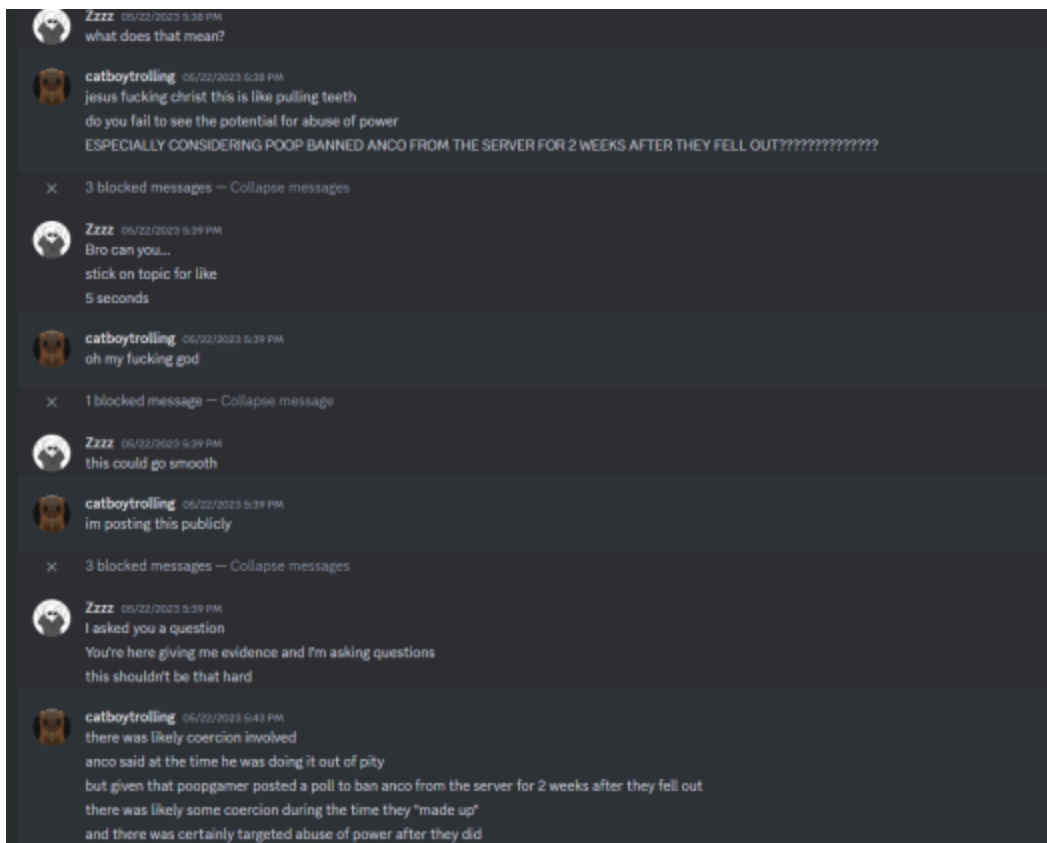 Zzzz 05/22/2023 5:38 PM
what does that mean?
catboytrolling 05/22/2023 5:38 PM
jesus fucking christ this is like pulling teeth
do you fail to see the potential for abuse of power
ESPECIALLY CONSIDERING POOP BANNED ANCO FROM THE SERVER FOR 2 WEEKS AFTER THEY FELL OUT??????????????
3 blocked messages — Collapse messages
Zzzz 05/22/2023 5:39 PM
Bro can you...
stick on topic for like
5 seconds
catboytrolling 05/22/2023 5:39 PM
oh my fucking god
1 blocked message — Collapse message
Zzzz 05/22/2023 5:39 PM
this could go smooth
catboytrolling 05/22/2023 5:39 PM
im posting this publicly
3 blocked messages — Collapse messages
Zzzz 05/22/2023 5:39 PM
I asked you a question
You're here giving me evidence and I'm asking questions
this shouldn't be that hard
catboytrolling 05/22/2023 5:43 PM
there was likely coercion involved
anco said at the time he was doing it out of pity
but given that poopgamer posted a poll to ban anco from the server for 2 weeks after they fell out
there was likely some coercion during the time they "made up"
and there was certainly targeted abuse of power after they did